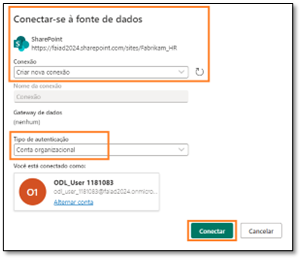 Conectar-se à fonte de dados
SharePoint
https://faiad2024.sharepoint.com/sites/Fabrikam_HR
Conexão
Criar nova conexão
Nome da conexão
Conexão
Gateway de dados
(nenhum)
Tipo de autenticação
Conta organizacional
Você está conectado como:
O1
ODL_User 1181083
odl_user_1181083@faiad2024.onmicro...
Alternar conta
Conectar
Cancelar